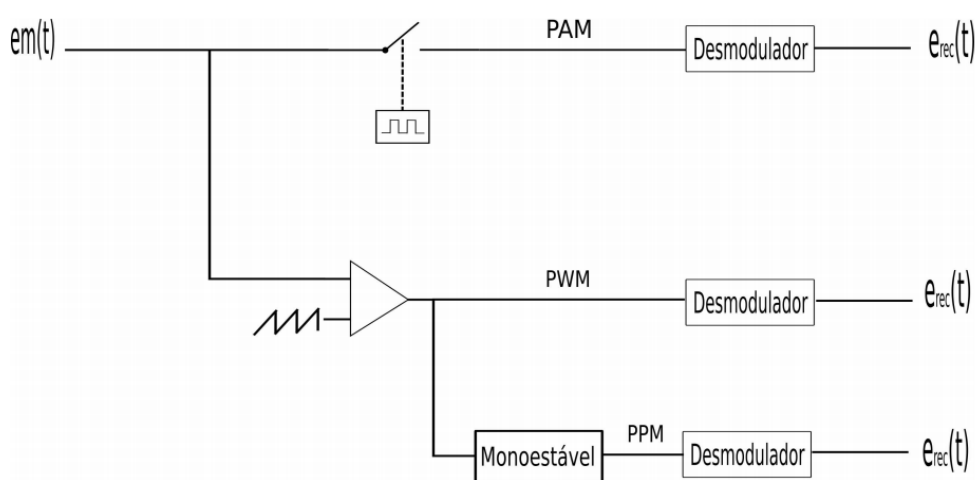 em(t)
PAM
Desmodulador
erec(t)
PWM
Desmodulador
erec(t)
Monoestável
PPM
Desmodulador
erec(t)